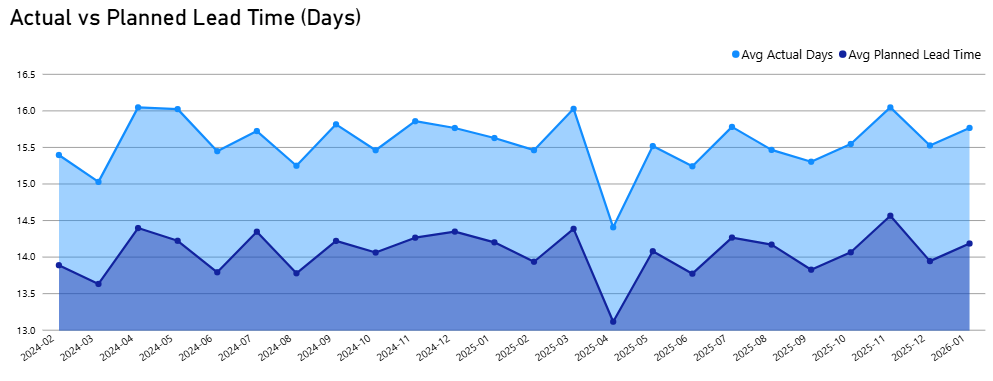 Actual vs Planned Lead Time (Days)
Avg Actual Days Avg Planned Lead Time
16.5
16.0
15.5
15.0
14.5
14.0
13.5
13.0
2024-02 2024-03 2024-04 2024-05 2024-06 2024-07 2024-08 2024-09 2024-10 2024-11 2024-12 2025-01 2025-02 2025-03 2025-04 2025-05 2025-06 2025-07 2025-08 2025-09 2025-10 2025-11 2025-12 2026-01